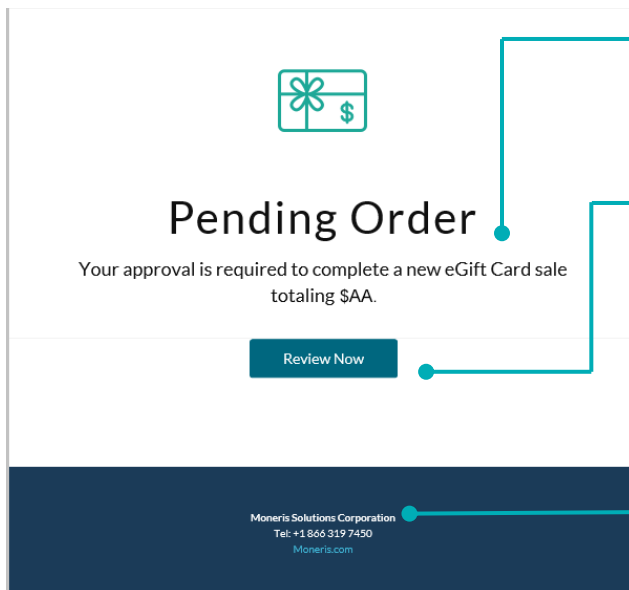 $
Pending Order
Your approval is required to complete a new eGift Card sale
totaling $AA.
Review Now
Moneris Solutions Corporation
Tel: +1 866 319 7450
Moneris.com